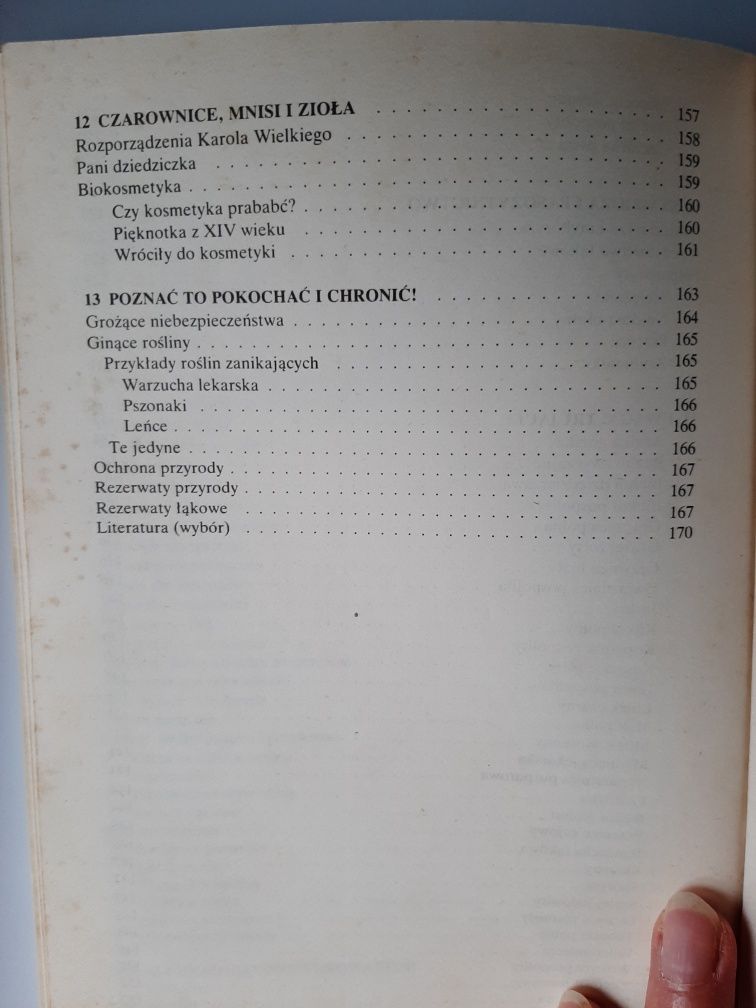 12 CZAROWNICE, MNISI I ZIOŁA . . . . . . . . . . . . . . . . . . . . . 157
Rozporządzenia Karola Wielkiego . . . . . . . . . . . . . . . . . . . . . 158
Pani dziedziczka . . . . . . . . . . . . . . . . . . . . . 159
Biokosmetyka . . . . . . . . . . . . . . . . . . . . . 159
Czy kosmetyka prababć? . . . . . . . . . . . . . . . . . . . . . 160
Pięknotka z XIV wieku . . . . . . . . . . . . . . . . . . . . . 160
Wróciły do kosmetyki . . . . . . . . . . . . . . . . . . . . . 161
13 POZNAĆ TO POKOCHAĆ I CHRONIĆ! . . . . . . . . . . . . . . . . . . 163
Grożące niebezpieczeństwa . . . . . . . . . . . . . . . . . . . . . 164
Ginące rośliny . . . . . . . . . . . . . . . . . . . . . 165
Przykłady roślin zanikających . . . . . . . . . . . . . . . . . . . . . 165
Warzucha lekarska . . . . . . . . . . . . . . . . . . . . . 165
Pszonaki . . . . . . . . . . . . . . . . . . . . . 166
Leńce . . . . . . . . . . . . . . . . . . . . . 166
Te jedyne . . . . . . . . . . . . . . . . . . . . . 166
Ochrona przyrody . . . . . . . . . . . . . . . . . . . . . 167
Rezerwaty przyrody . . . . . . . . . . . . . . . . . . . . . 167
Rezerwaty łąkowe . . . . . . . . . . . . . . . . . . . . . 167
Literatura (wybór) . . . . . . . . . . . . . . . . . . . . . 170